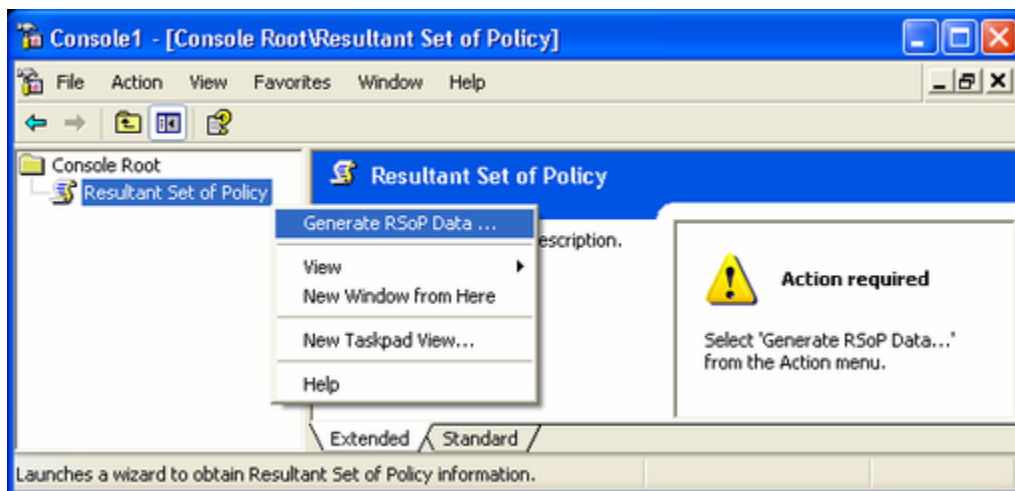 Console1 - [Console Root\Resultant Set of Policy]
File Action View Favorites Window Help
Console Root
Resultant Set of Policy
Resultant Set of Policy
Generate RSoP Data ...
escription.
View
New Window from Here
New Taskpad View...
Help
Action required
Select 'Generate RSoP Data...'
from the Action menu.
Extended Standard
Launches a wizard to obtain Resultant Set of Policy information.